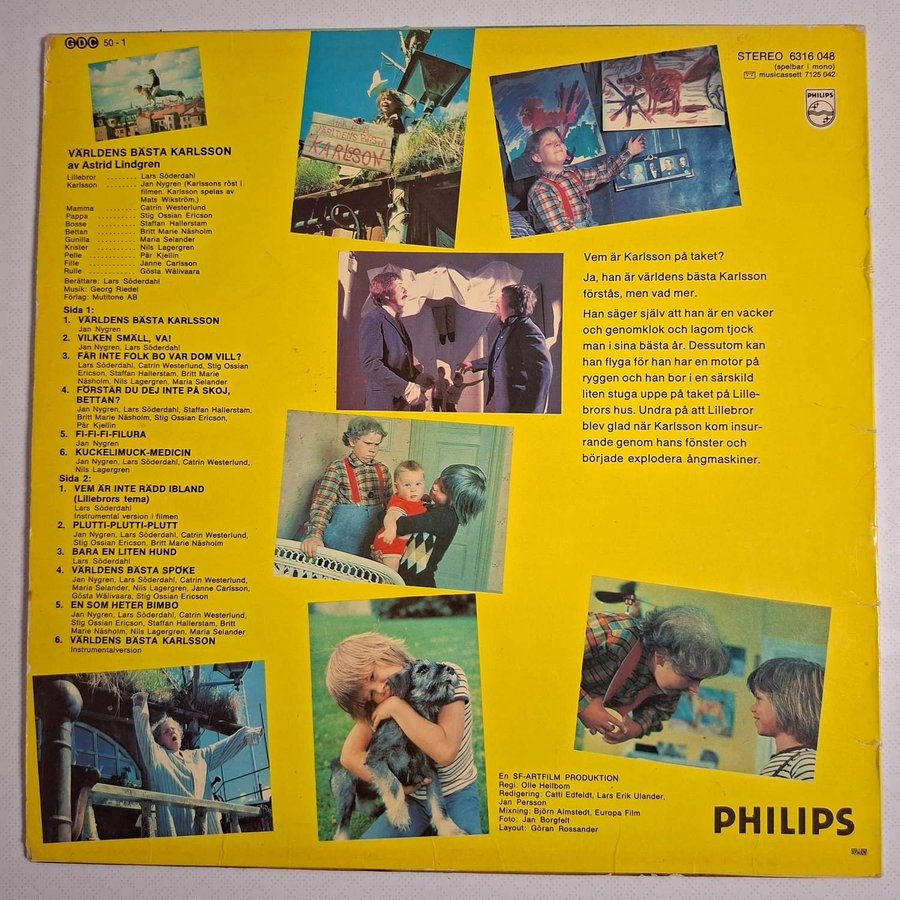 GDC 50-1
VÄRLDENS BÄSTA KARLSSON
av Astrid Lindgren
Lillebror ........ Lars Söderdahl
Karlsson ........ Jan Nygren (Karlssons röst i
filmen. Karlsson spelas av
Mats Wikström.)
Mamma ........ Catrin Westerlund
Pappa ........ Stig Ossian Ericson
Bosse ........ Staffan Hallerstam
Bettan ........ Britt Marie Näsholm
Gunilla ........ Maria Selander
Krister ........ Nils Lagergren
Pelle ........ Pär Kjellin
Fille ........ Janne Carlsson
Rulle ........ Gösta Wälivaara
Berättare: Lars Söderdahl
Musik: Georg Riedel
Förlag: Mutitone AB
Sida 1:
1. VÄRLDENS BÄSTA KARLSSON
Jan Nygren
2. VILKEN SMÄLL, VA!
Jan Nygren, Lars Söderdahl
3. FÅR INTE FOLK BO VAR DOM VILL?
Lars Söderdahl, Catrin Westerlund, Stig Ossian
Ericson, Staffan Hallerstam, Britt Marie
Näsholm, Nils Lagergren, Maria Selander
4. FÖRSTÅR DU DEJ INTE PÅ SKOJ,
BETTAN?
Jan Nygren, Lars Söderdahl, Staffan Hallerstam,
Britt Marie Näsholm, Stig Ossian Ericson,
Pär Kjellin
5. FI-FI-FI-FILURA
Jan Nygren
6. KUCKELIMUCK-MEDICIN
Jan Nygren, Lars Söderdahl, Catrin Westerlund,
Nils Lagergren
Sida 2:
1. VEM ÄR INTE RÄDD IBLAND
(Lillebrors tema)
Lars Söderdahl
Instrumental version i filmen
2. PLUTTI-PLUTTI-PLUTT
Jan Nygren, Lars Söderdahl, Catrin Westerlund,
Stig Ossian Ericson, Britt Marie Näsholm
3. BARA EN LITEN HUND
Lars Söderdahl
4. VÄRLDENS BÄSTA SPÖKE
Jan Nygren, Lars Söderdahl, Catrin Westerlund,
Maria Selander, Nils Lagergren, Janne Carlsson,
Gösta Wälivaara, Stig Ossian Ericson
5. EN SOM HETER BIMBO
Jan Nygren, Lars Söderdahl, Catrin Westerlund,
Stig Ossian Ericson, Staffan Hallerstam, Britt
Marie Näsholm, Nils Lagergren, Maria Selander
6. VÄRLDENS BÄSTA KARLSSON
Instrumentalversion
VÄRLDENS BÄSTA
KARLSSON
STEREO 6316 048
(spelbar i mono)
musicassett 7125 042
PHILIPS
Vem är Karlsson på taket?
Ja, han är världens bästa Karlsson
förstås, men vad mer.
Han säger själv att han är en vacker
och genomklok och lagom tjock
man i sina bästa år. Dessutom kan
han flyga för han har en motor på
ryggen och han bor i en särskild
liten stuga uppe på taket på Lille-
brors hus. Undra på att Lillebror
blev glad när Karlsson kom insur-
rande genom hans fönster och
började explodera ångmaskiner.
En SF-ARTFILM PRODUKTION
Regi: Olle Hellbom
Redigering: Catti Edfeldt, Lars Erik Ulander,
Jan Persson
Mixning: Björn Almstedt, Europa Film
Foto: Jan Borgfelt
Layout: Göran Rossander
PHILIPS